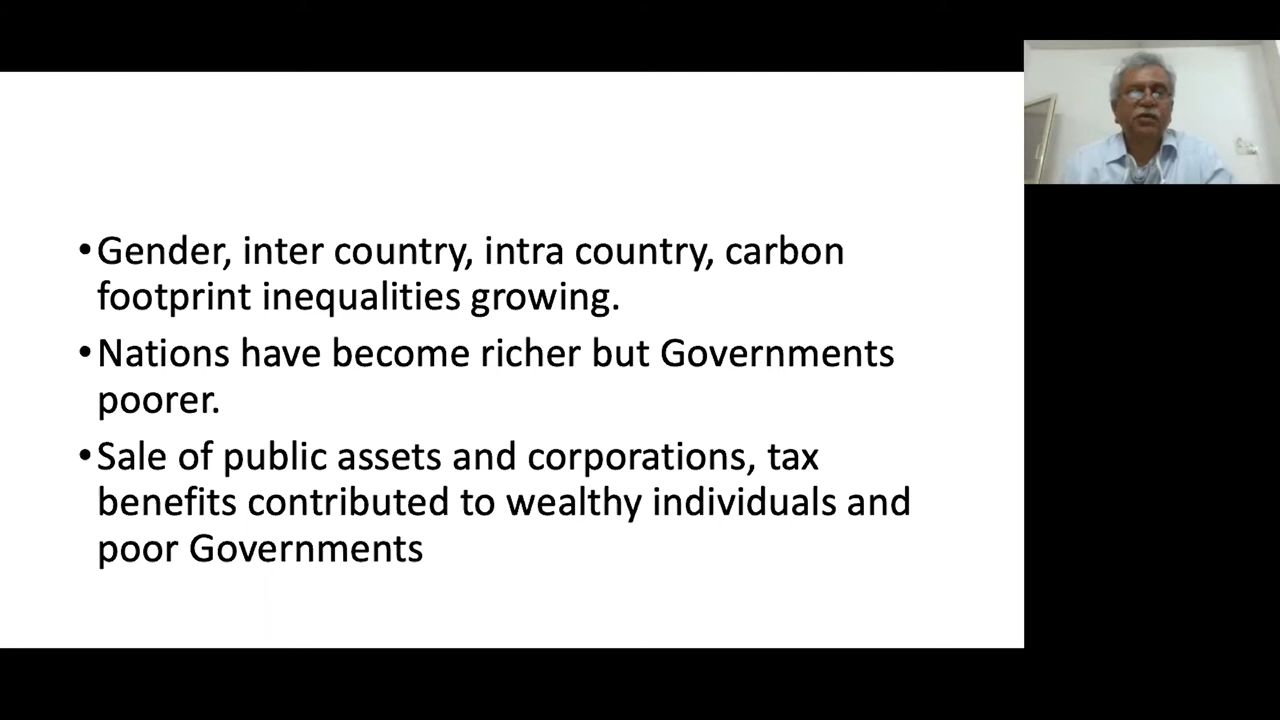 •Gender, inter country, intra country, carbon
footprint inequalities growing.
•Nations have become richer but Governments
poorer.
•Sale of public assets and corporations, tax
benefits contributed to wealthy individuals and
poor Governments